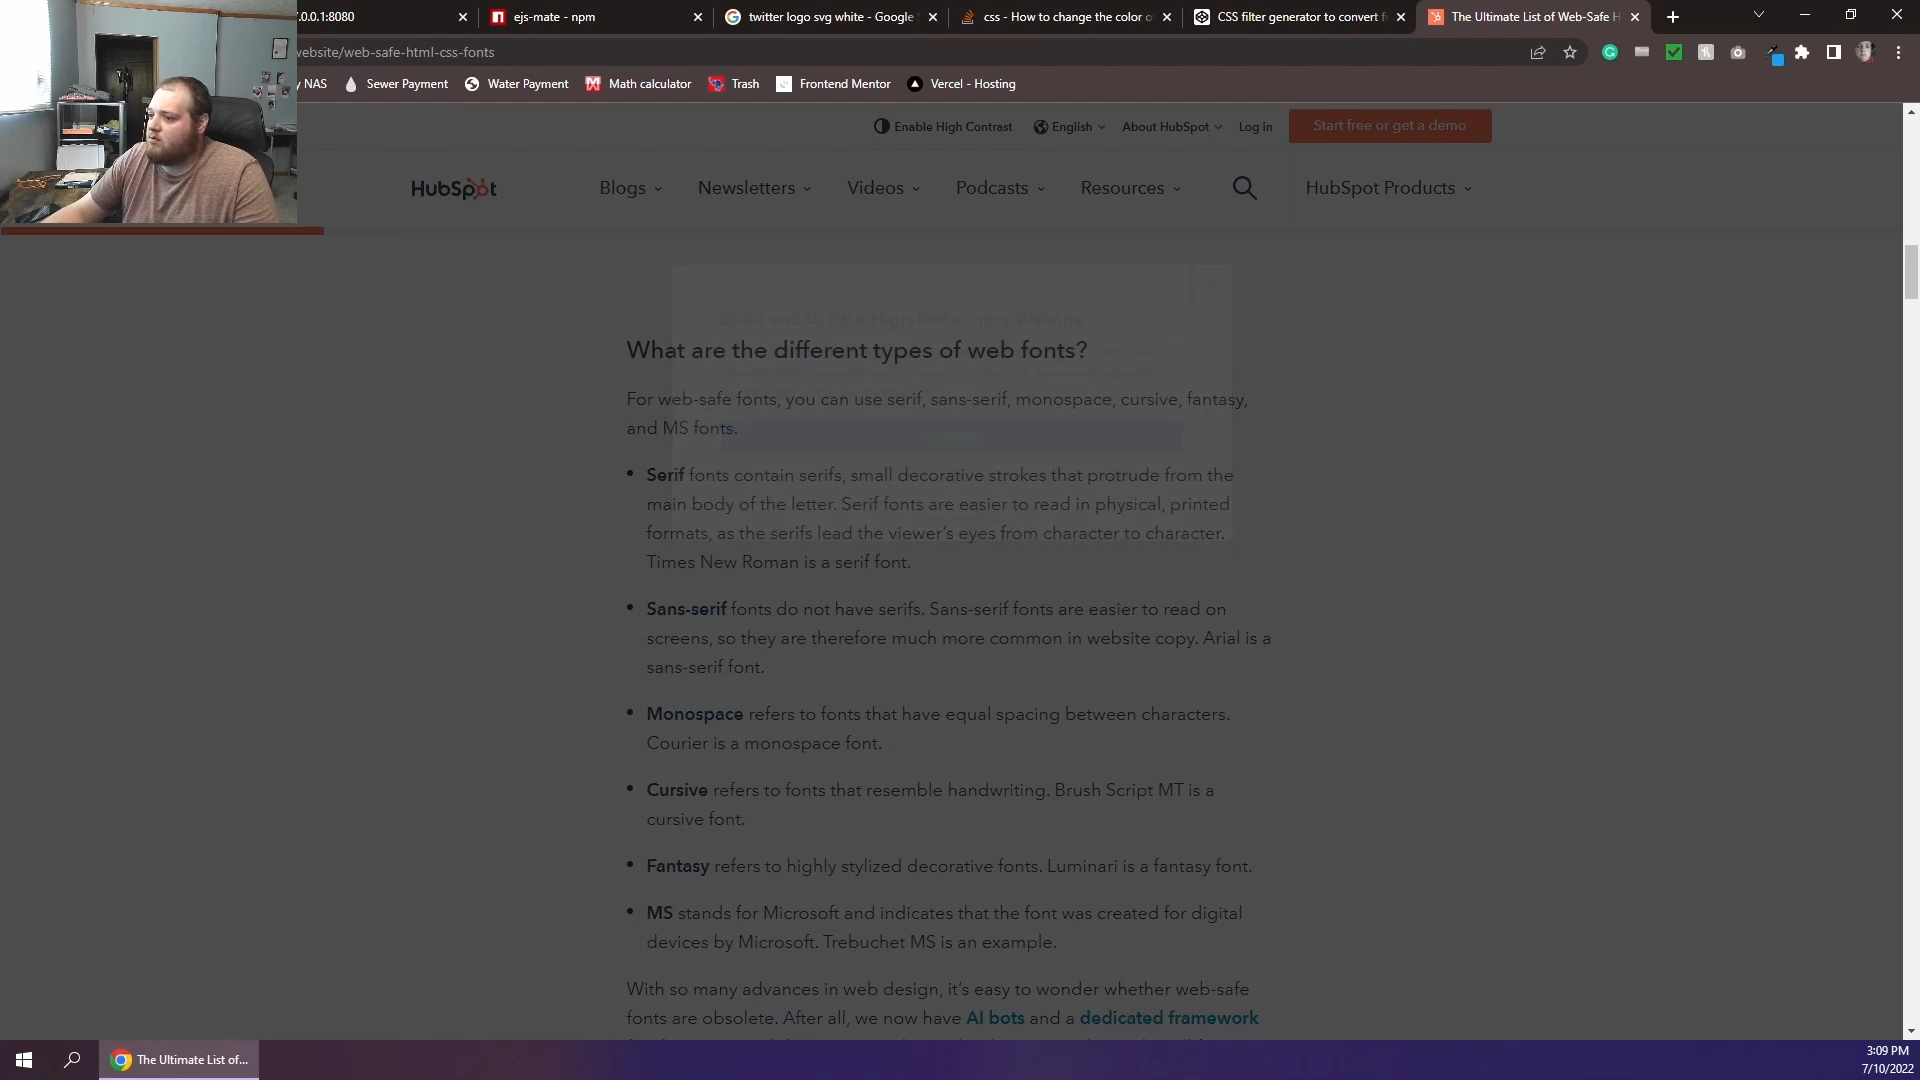 7.0.0.1:8080
ejs-mate - npm
twitter logo svg white - Google S
css - How to change the color o
CSS filter generator to convert f
The Ultimate List of Web-Safe H
website/web-safe-html-css-fonts
y NAS
Sewer Payment
Water Payment
Math calculator
Trash
Frontend Mentor
Vercel - Hosting
Enable High Contrast
English
About HubSpot
Log in
Start free or get a demo
HubSpot
Blogs
Newsletters
Videos
Podcasts
Resources
HubSpot Products
Build and Grow a High-Performing Website
What are the different types of web fonts?
For web-safe fonts, you can use serif, sans-serif, monospace, cursive, fantasy,
and MS fonts.
• Serif fonts contain serifs, small decorative strokes that protrude from the
main body of the letter. Serif fonts are easier to read in physical, printed
formats, as the serifs lead the viewer's eyes from character to character.
Times New Roman is a serif font.
• Sans-serif fonts do not have serifs. Sans-serif fonts are easier to read on
screens, so they are therefore much more common in website copy. Arial is a
sans-serif font.
• Monospace refers to fonts that have equal spacing between characters.
Courier is a monospace font.
• Cursive refers to fonts that resemble handwriting. Brush Script MT is a
cursive font.
• Fantasy refers to highly stylized decorative fonts. Luminari is a fantasy font.
• MS stands for Microsoft and indicates that the font was created for digital
devices by Microsoft. Trebuchet MS is an example.
With so many advances in web design, it's easy to wonder whether web-safe
fonts are obsolete. After all, we now have AI bots and a dedicated framework
The Ultimate List of...
3:09 PM
7/10/2022